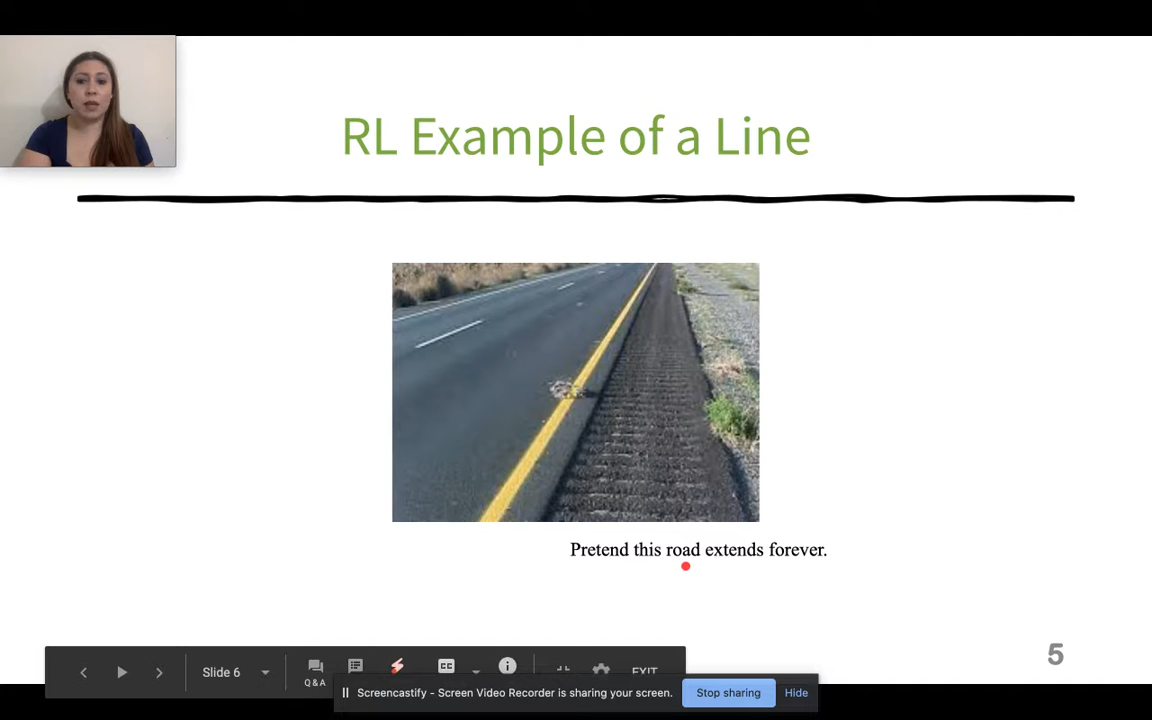 RL Example of a Line
Pretend this road extends forever.
5
Slide 6
Q&A
CC
EXIT
Screencastify - Screen Video Recorder is sharing your screen.
Stop sharing
Hide